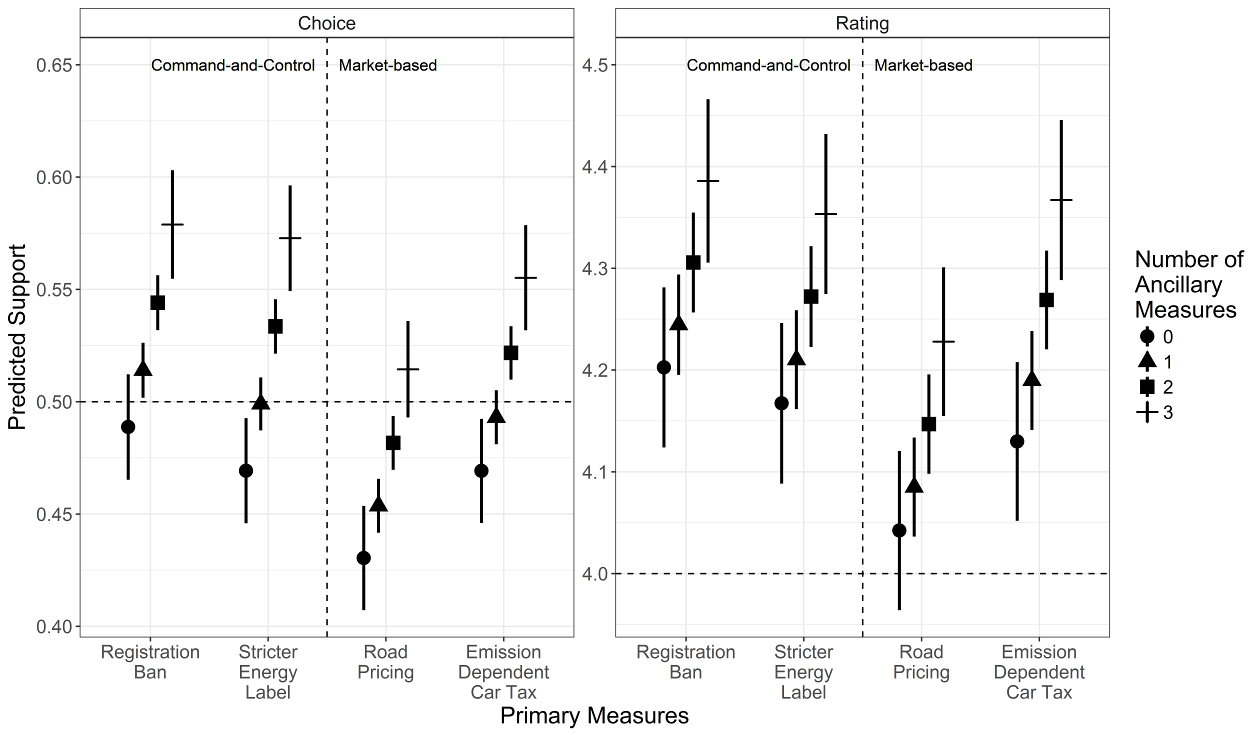 Choice
Rating
Command-and-Control
Market-based
Command-and-Control
Market-based
Predicted Support
0.65
0.60
0.55
0.50
0.45
0.40
4.5
4.4
4.3
4.2
4.1
4.0
Registration
Ban
Stricter
Energy
Label
Road
Pricing
Emission
Dependent
Car Tax
Registration
Ban
Stricter
Energy
Label
Road
Pricing
Emission
Dependent
Car Tax
Primary Measures
Number of
Ancillary
Measures
0
1
2
3